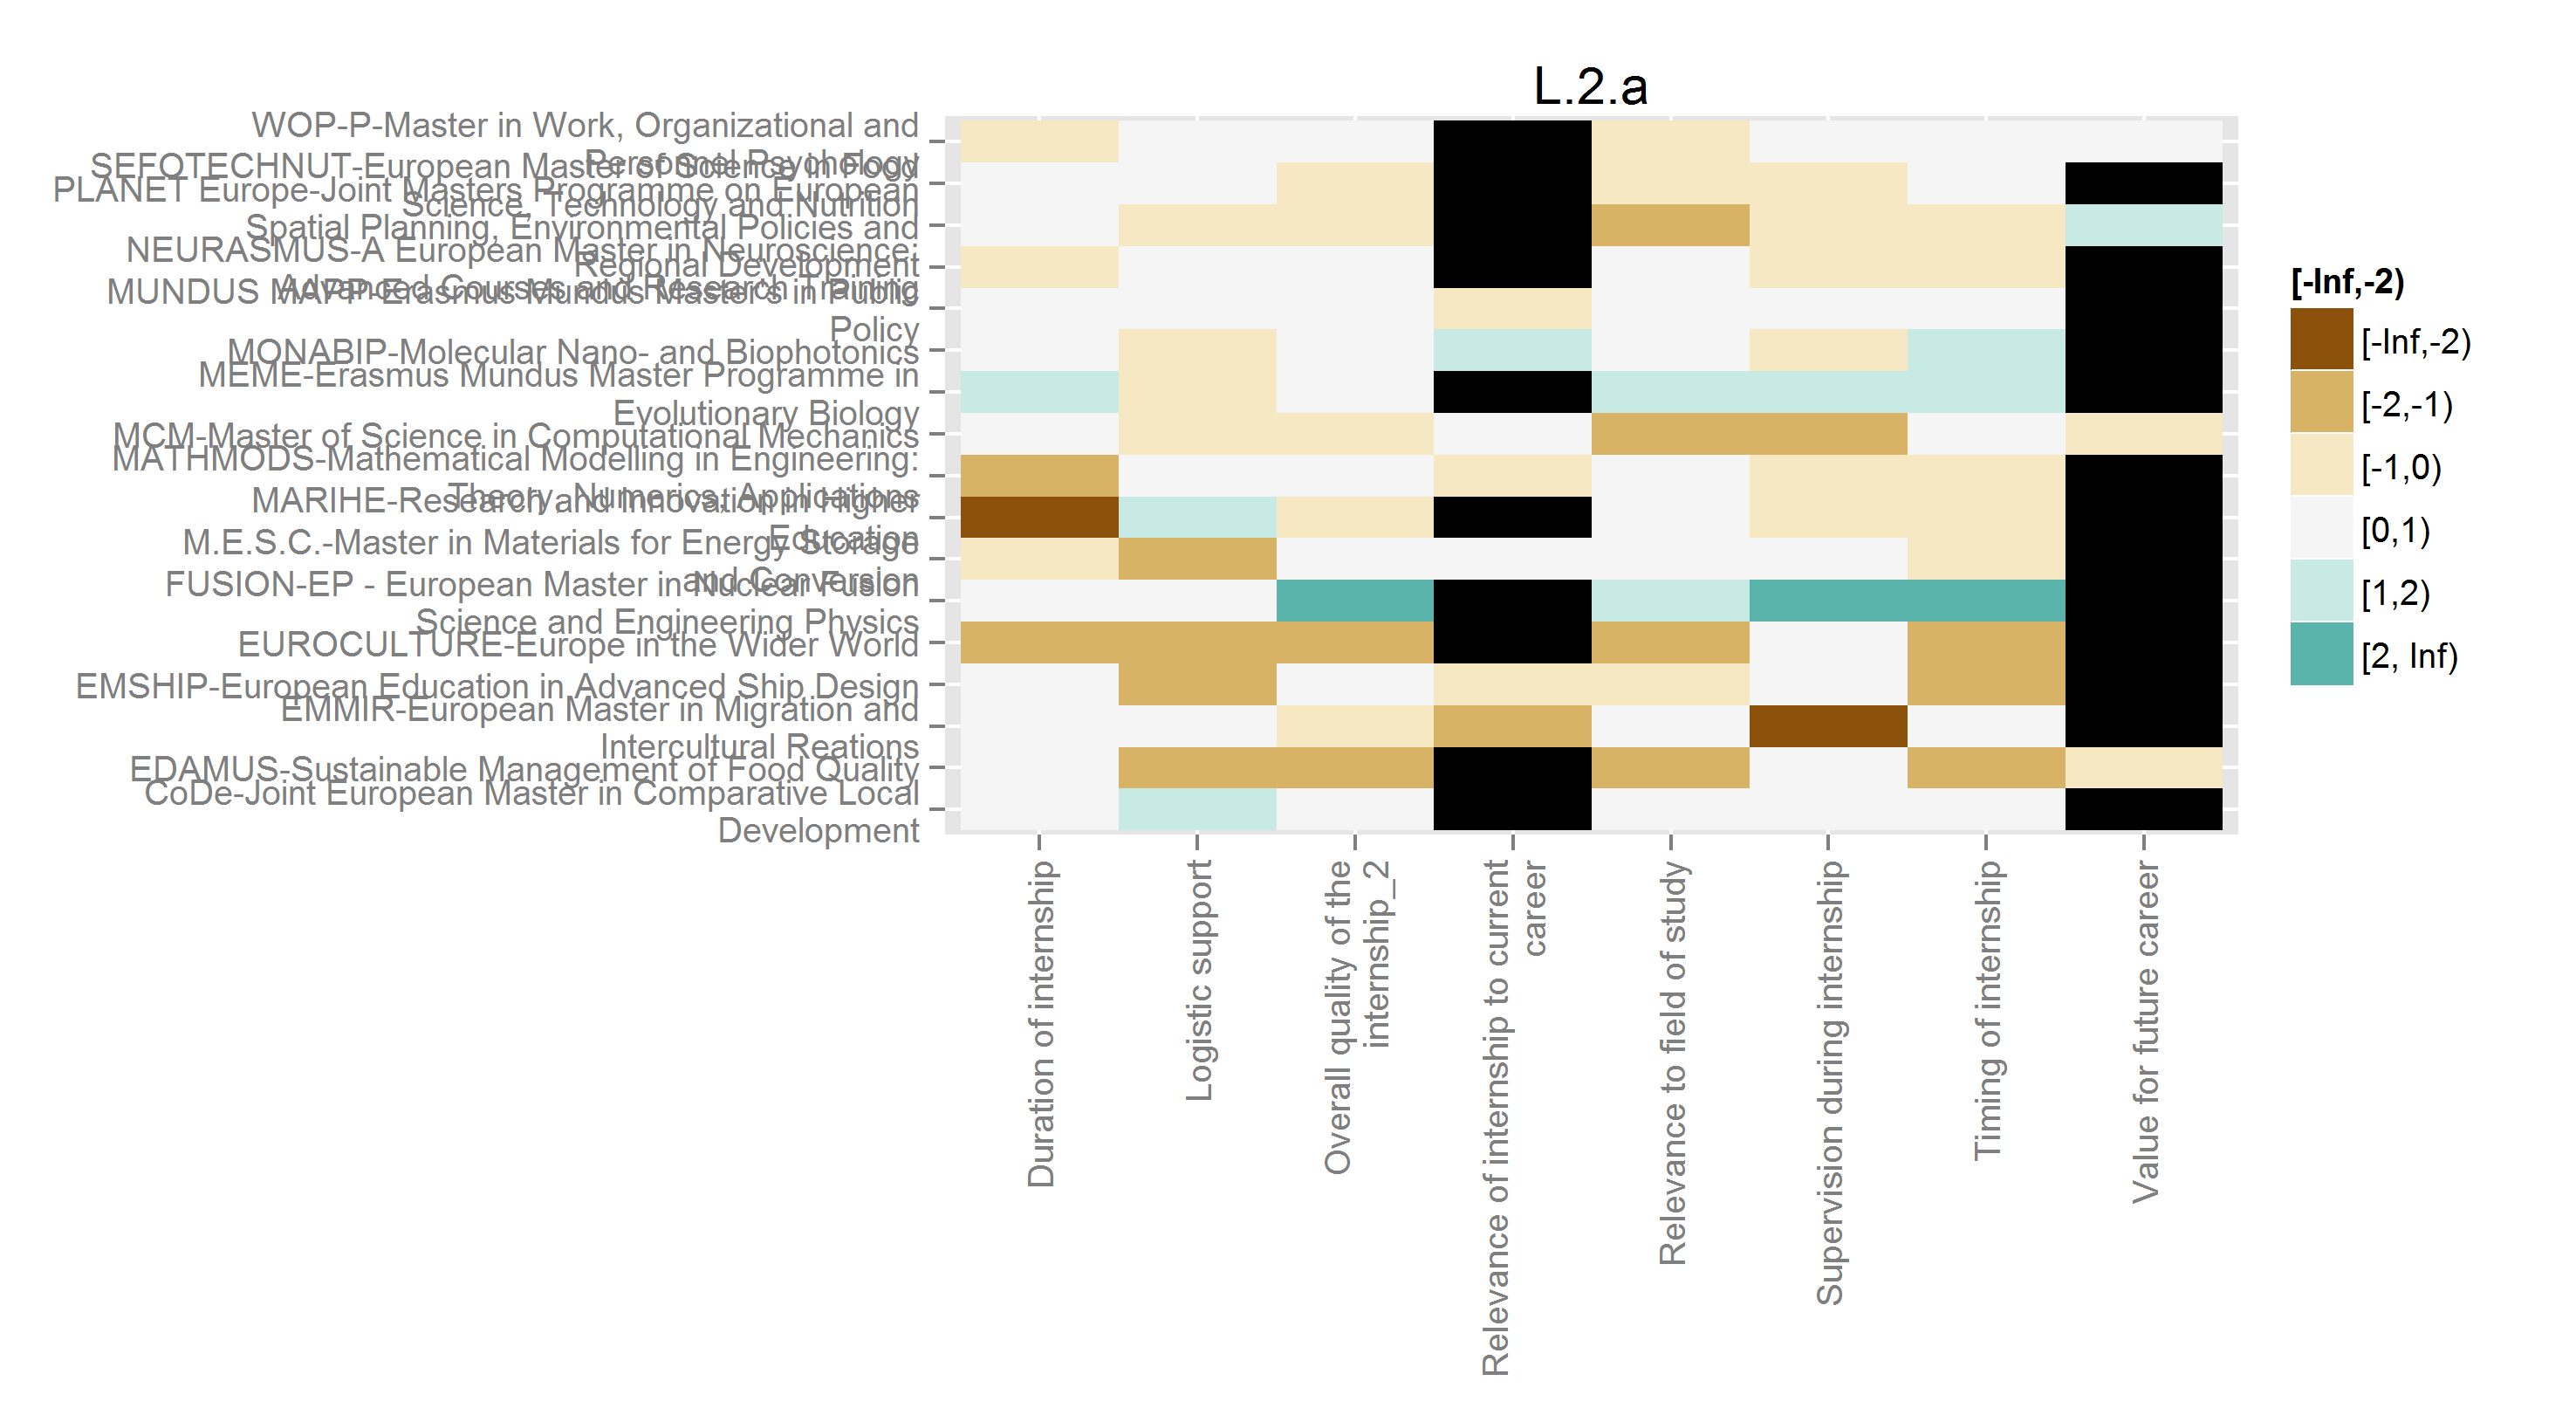 L.2.a
WOP-P-Master in Work, Organizational and
Personnel Psychology
SEFOTECHNUT-European Master of Science in Food
Science, Technology and Nutrition
PLANET Europe-Joint Masters Programme on European
Spatial Planning, Environmental Policies and
Regional Development
NEURASMUS-A European Master in Neuroscience:
Advanced Courses and Research Training
MUNDUS MAPP-Erasmus Mundus Master's in Public
Policy
MONABIP-Molecular Nano- and Biophotonics
MEME-Erasmus Mundus Master Programme in
Evolutionary Biology
MCM-Master of Science in Computational Mechanics
MATHMODS-Mathematical Modelling in Engineering:
Theory, Numerics, Applications
MARIHE-Research and Innovation in Higher
Education
M.E.S.C.-Master in Materials for Energy Storage
and Conversion
FUSION-EP - European Master in Nuclear Fusion
Science and Engineering Physics
EUROCULTURE-Europe in the Wider World
EMSHIP-European Education in Advanced Ship Design
EMMIR-European Master in Migration and
Intercultural Reations
EDAMUS-Sustainable Management of Food Quality
CoDe-Joint European Master in Comparative Local
Development
Duration of internship
Logistic support
Overall quality of the
internship_2
Relevance of internship to current
career
Relevance to field of study
Supervision during internship
Timing of internship
Value for future career
[-Inf,-2)
[-Inf,-2)
[-2,-1)
[-1,0)
[0,1)
[1,2)
[2, Inf)